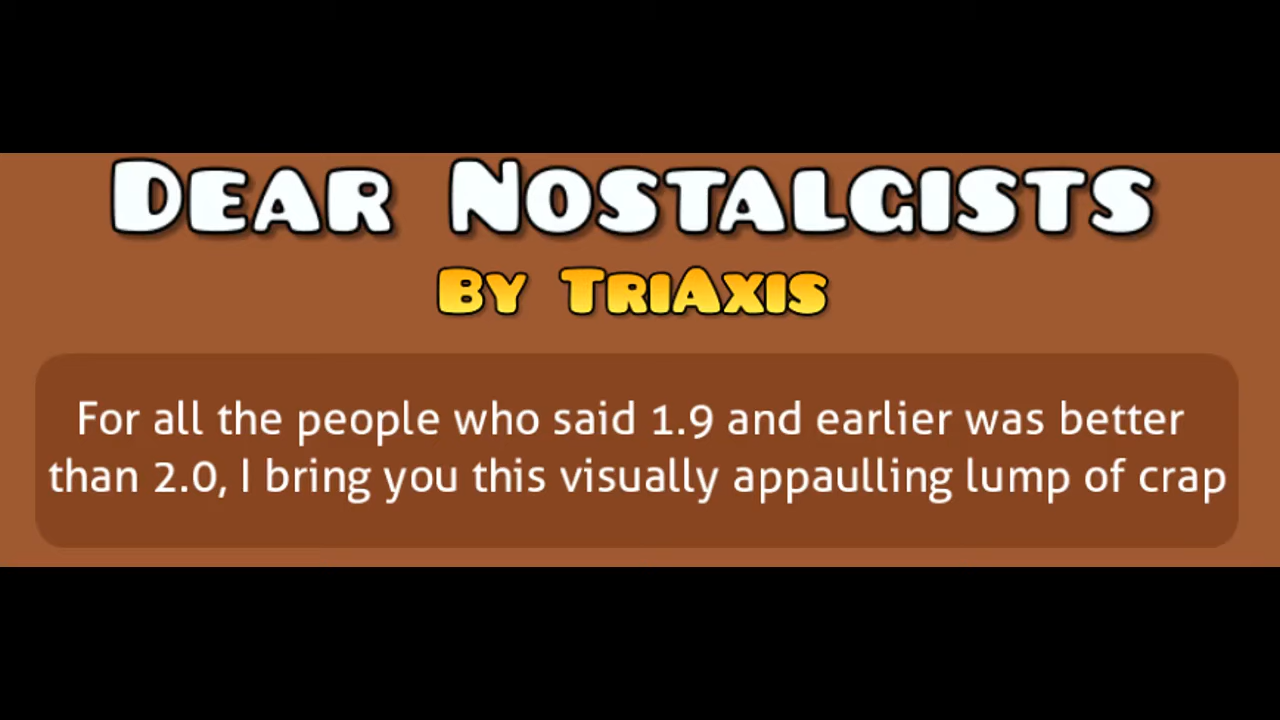 Dear Nostalgists
By TriAxis
For all the people who said 1.9 and earlier was better
than 2.0, I bring you this visually appaulling lump of crap